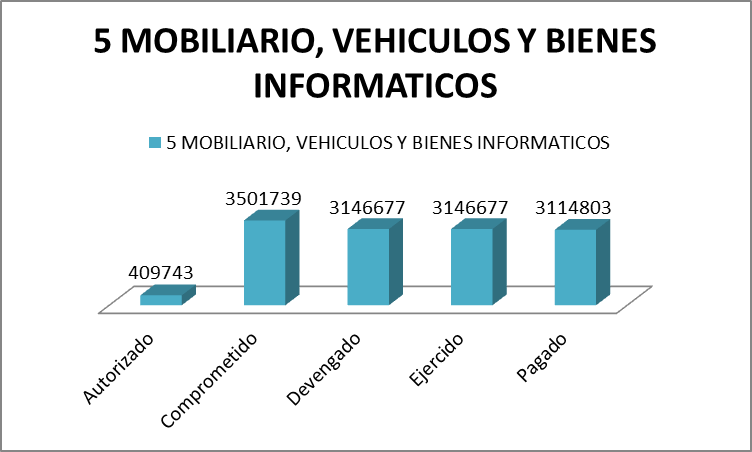 5 MOBILIARIO, VEHICULOS Y BIENES
INFORMATICOS
5 MOBILIARIO, VEHICULOS Y BIENES INFORMATICOS
409743
3501739
3146677
3146677
3114803
Autorizado
Comprometido
Devengado
Ejercido
Pagado